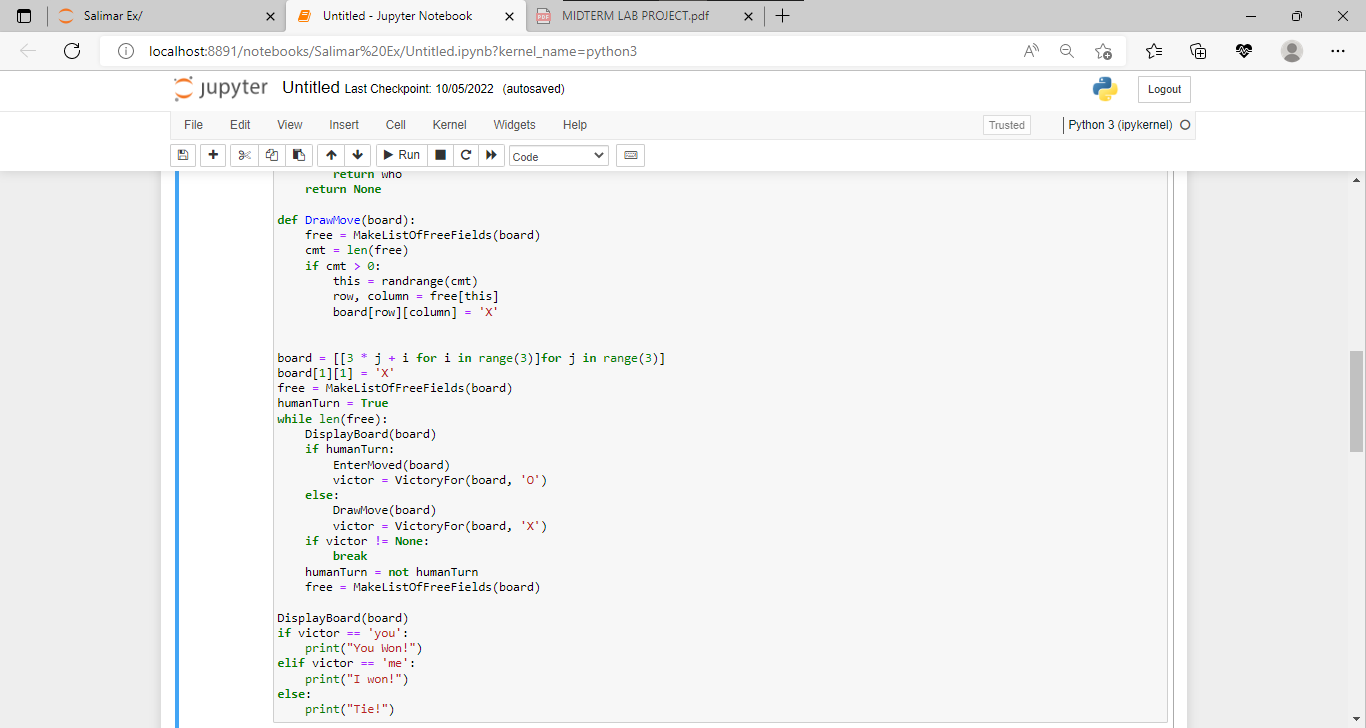 Salimar Ex/
Untitled - Jupyter Notebook
MIDTERM LAB PROJECT.pdf
localhost:8891/notebooks/Salimar%20Ex/Untitled.ipynb?kernel_name=python3
jupyter Untitled Last Checkpoint: 10/05/2022 (autosaved)
Logout
File Edit View Insert Cell Kernel Widgets Help
Trusted
Python 3 (ipykernel)
Run
Code
            return who
    return None

def DrawMove(board):
    free = MakeListOfFreeFields(board)
    cmt = len(free)
    if cmt > 0:
        this = randrange(cmt)
        row, column = free[this]
        board[row][column] = 'X'

board = [[3 * j + i for i in range(3)]for j in range(3)]
board[1][1] = 'X'
free = MakeListOfFreeFields(board)
humanTurn = True
while len(free):
    DisplayBoard(board)
    if humanTurn:
        EnterMoved(board)
        victor = VictoryFor(board, 'O')
    else:
        DrawMove(board)
        victor = VictoryFor(board, 'X')
    if victor != None:
        break
    humanTurn = not humanTurn
    free = MakeListOfFreeFields(board)

DisplayBoard(board)
if victor == 'you':
    print("You Won!")
elif victor == 'me':
    print("I won!")
else:
    print("Tie!")